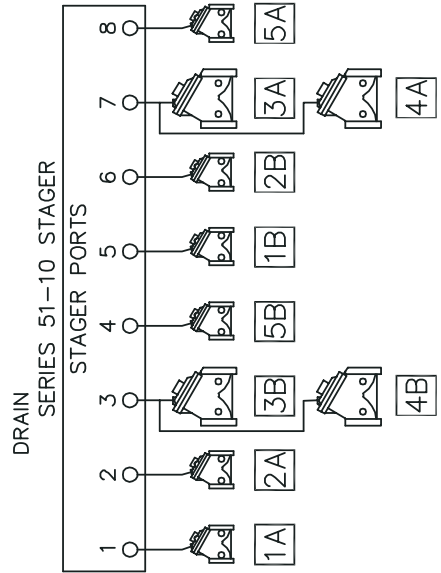 DRAIN
SERIES 51-10 STAGER
STAGER PORTS
1 2 3 4 5 6 7 8
1A 2A 3B 5B 1B 2B 3A 5A
4B 4A